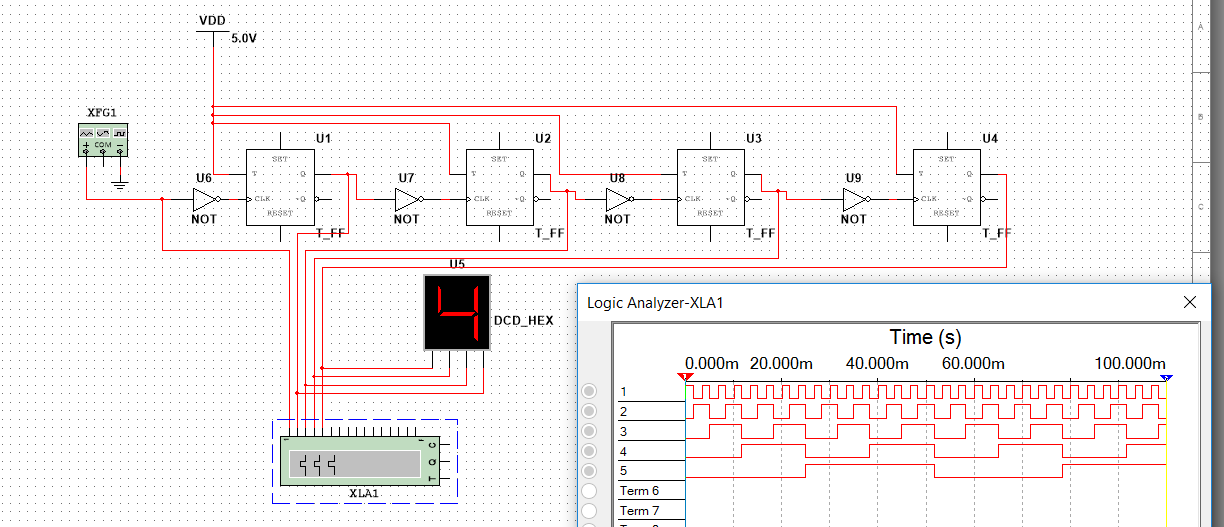 VDD
5.0V
XFG1
COM
U1
SET
T Q
CLK ~Q
RESET
T_FF
U2
SET
T Q
CLK ~Q
RESET
T_FF
U3
SET
T Q
CLK ~Q
RESET
T_FF
U4
SET
T Q
CLK ~Q
RESET
T_FF
U6
NOT
U7
NOT
U8
NOT
U9
NOT
U5
4
DCD_HEX
XLA1
C
Q
T
A
B
C
Logic Analyzer-XLA1
Time (s)
0.000m 20.000m 40.000m 60.000m 100.000m
1
2
3
4
5
Term 6
Term 7